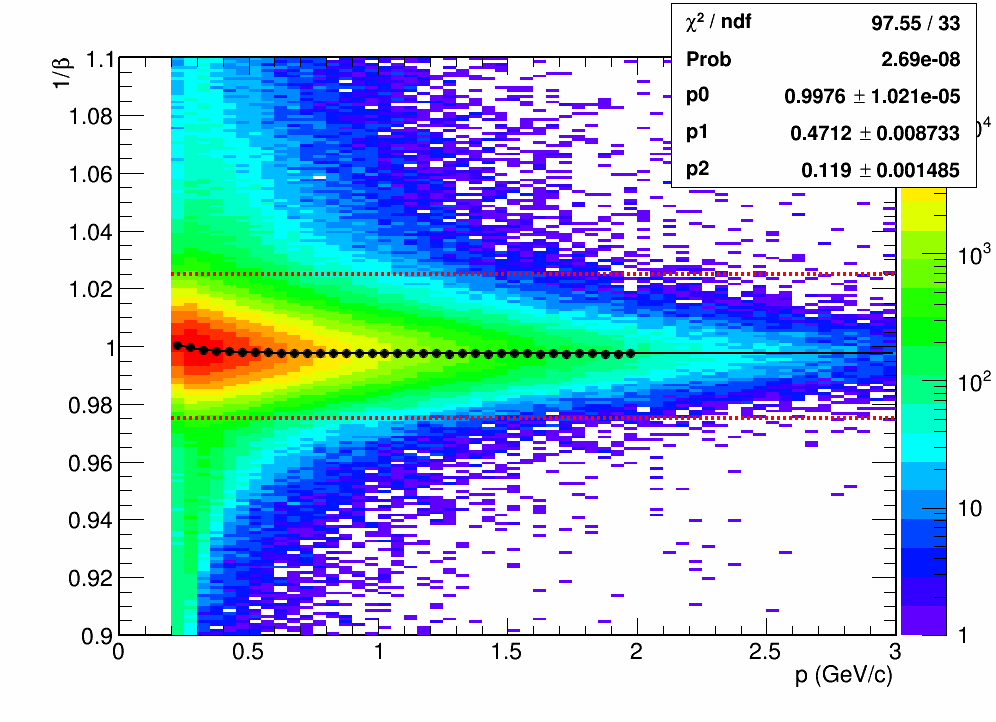 χ² / ndf 97.55 / 33
Prob 2.69e-08
p0 0.9976 ± 1.021e-05
p1 0.4712 ± 0.008733
p2 0.119 ± 0.001485
1/β
1.1
1.08
1.06
1.04
1.02
1
0.98
0.96
0.94
0.92
0.9
0 0.5 1 1.5 2 2.5 3
p (GeV/c)
10³
10²
10
1